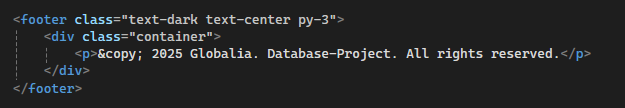 <footer class="text-dark text-center py-3">
    <div class="container">
        <p>&copy; 2025 Globalia. Database-Project. All rights reserved.</p>
    </div>
</footer>